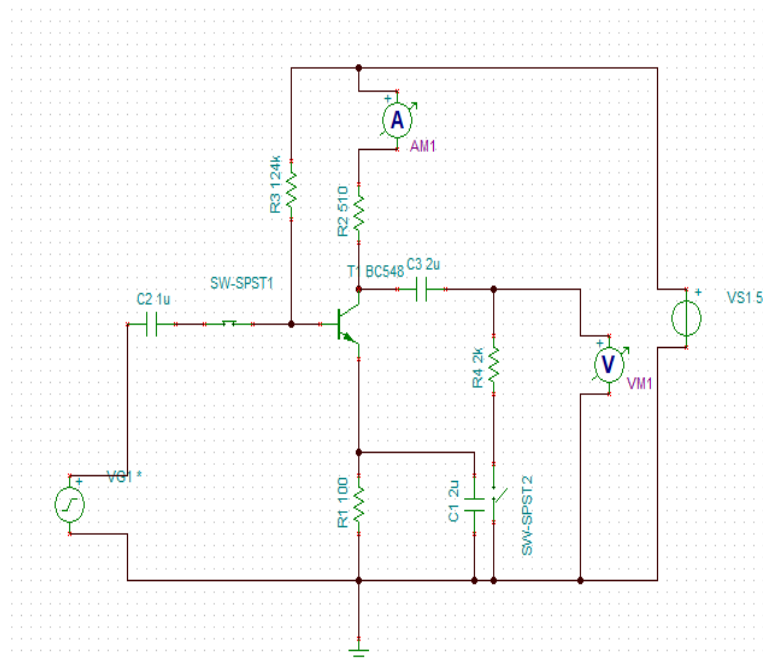 A
AM1
R3 124k
R2 510
T1 BC548
C3 2u
SW-SPST1
C2 1u
VS1 5
R4 2k
V
VM1
VG1 *
R1 100
C1 2u
SW-SPST2